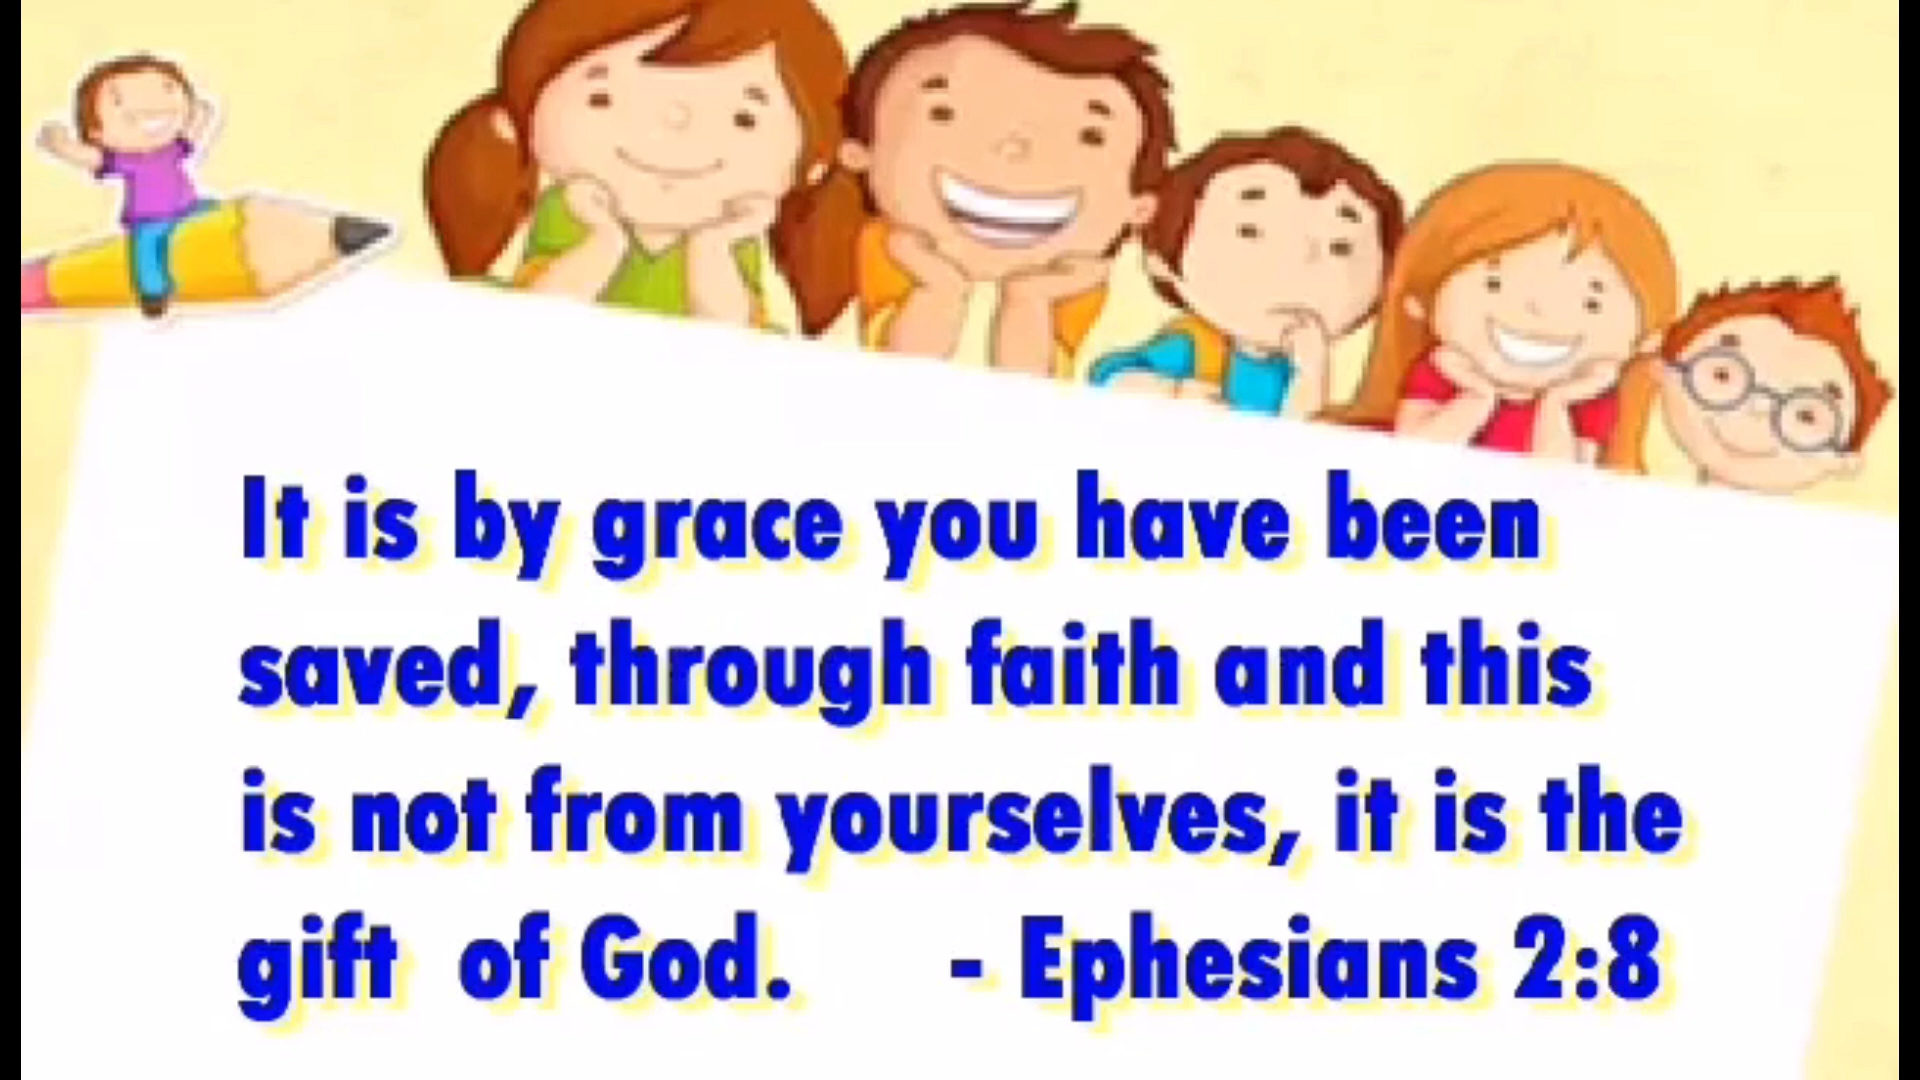 It is by grace you have been
saved, through faith and this
is not from yourselves, it is the
gift of God. - Ephesians 2:8